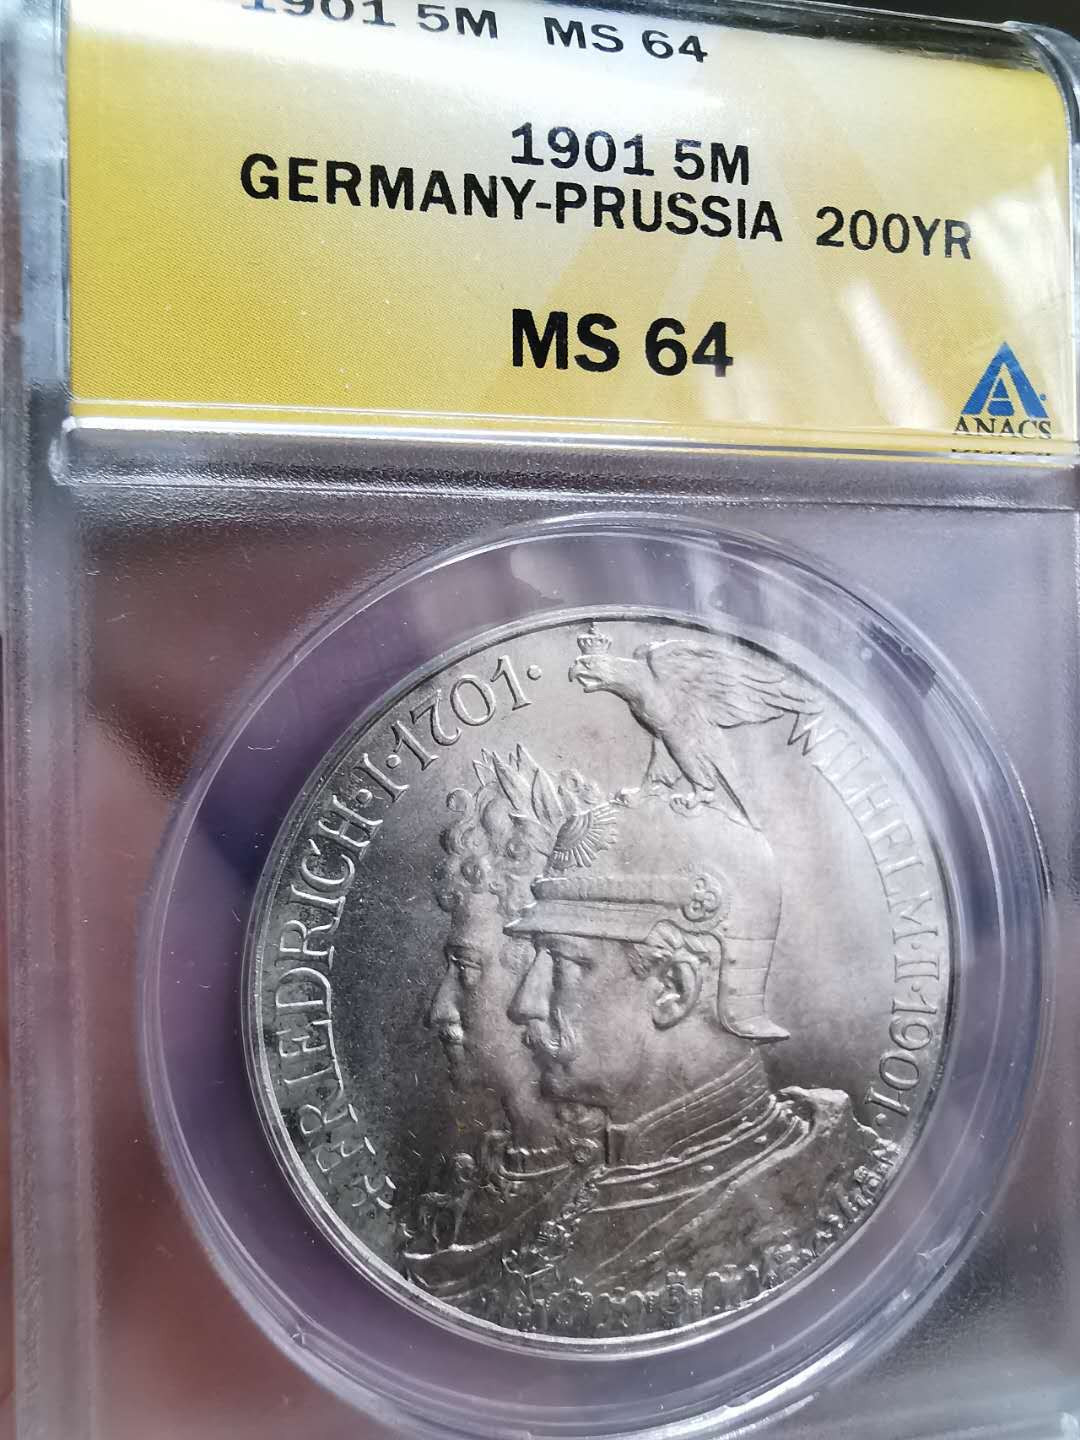 1901 5M MS 64
1901 5M
GERMANY-PRUSSIA 200YR
MS 64
ANACS
FRIEDRICH·I·1701·
WILHELM·II·1901·